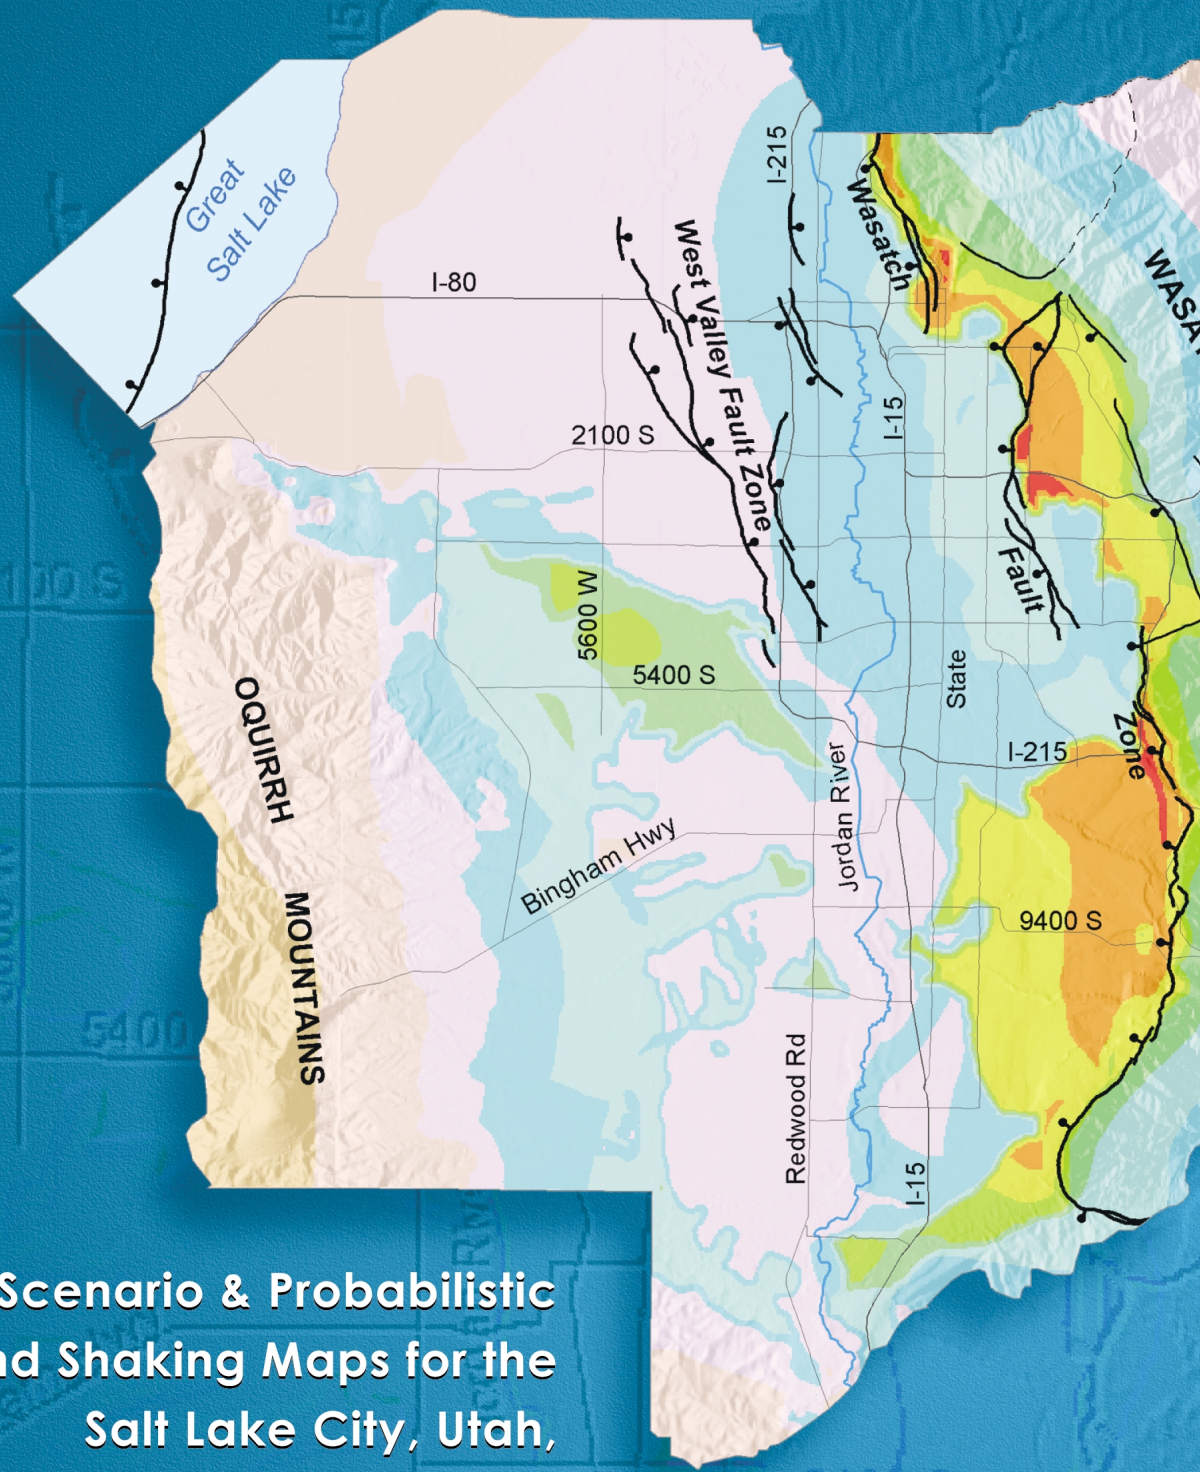 Great
Salt Lake
I-80
I-215
Wasatch
West Valley Fault Zone
WASA
2100 S
I-15
Fault
5600 W
5400 S
State
OQUIRRH
MOUNTAINS
Zone
I-215
Jordan River
Bingham Hwy
9400 S
Redwood Rd
I-15
5400
Scenario & Probabilistic
nd Shaking Maps for the
Salt Lake City, Utah,